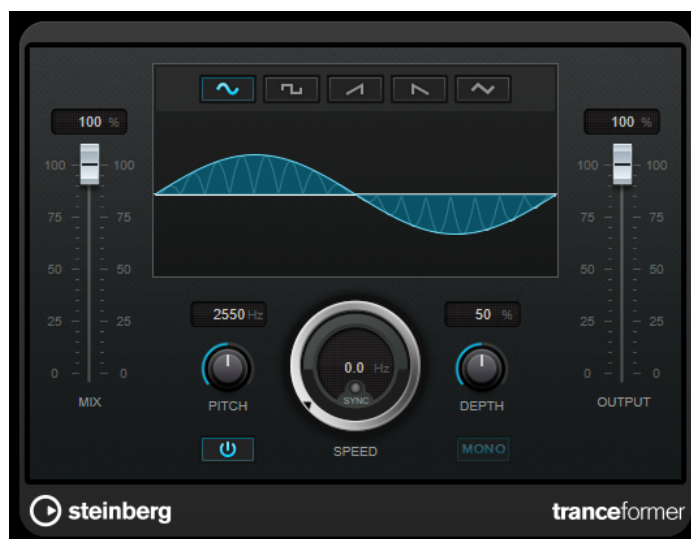 100 %
100 %
100 100
100 100
75 75
75 75
50 50
50 50
25 25
25 25
0 0
0 0
2550 Hz
50 %
0.0 Hz
SYNC
MIX
PITCH
DEPTH
OUTPUT
SPEED
MONO
steinberg
tranceformer